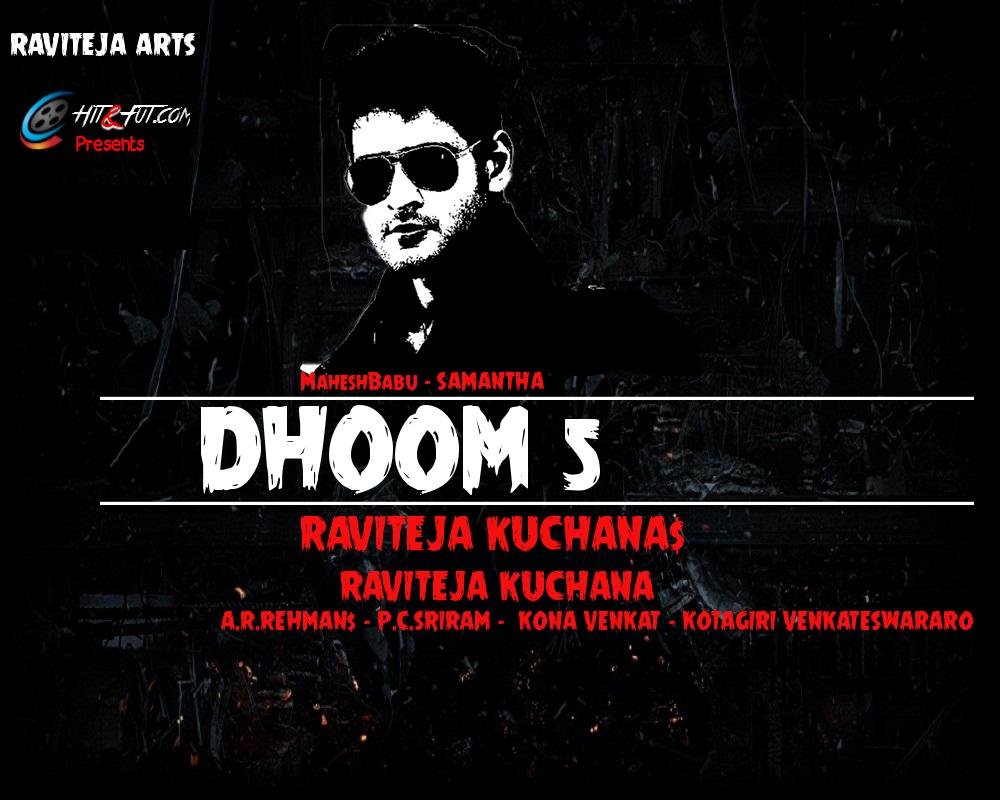 RAVITEJA ARTS
HIT&FUT.COM
Presents
MAHESHBABU - SAMANTHA
DHOOM 5
RAVITEJA KUCHANA$
RAVITEJA KUCHANA
A.R.REHMAN$ - P.C.SRIRAM - KONA VENKAT - KOTAGIRI VENKATESWARARO